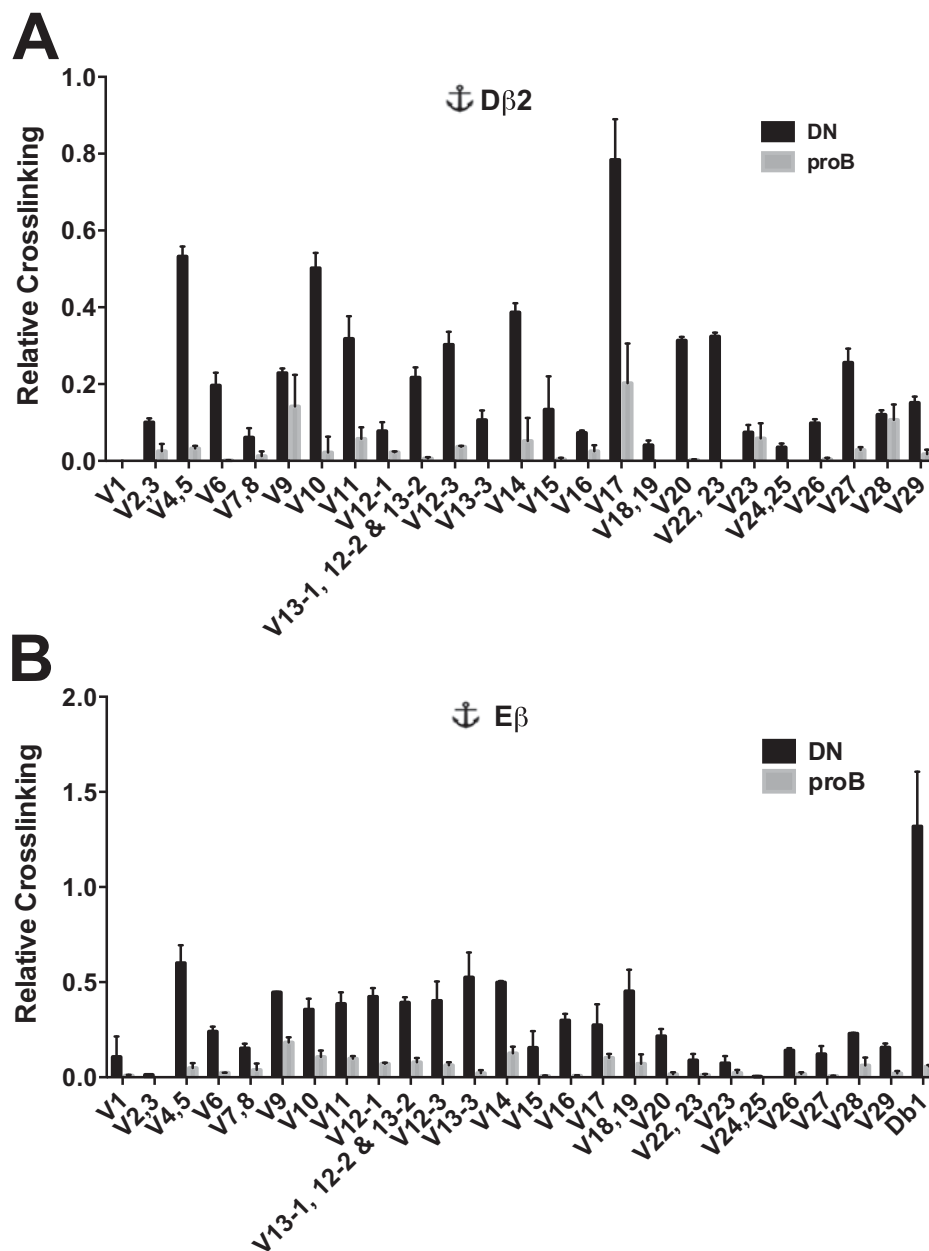 A
⚓ Dβ2
DN
proB
Relative Crosslinking
1.0
0.8
0.6
0.4
0.2
0.0
V1
V2,3
V4,5
V6
V7,8
V9
V10
V11
V12-1
V13-1, 12-2 & 13-2
V12-3
V13-3
V14
V15
V16
V17
V18, 19
V20
V22, 23
V23
V24,25
V26
V27
V28
V29
B
⚓ Eβ
DN
proB
Relative Crosslinking
2.0
1.5
1.0
0.5
0.0
V1
V2,3
V4,5
V6
V7,8
V9
V10
V11
V12-1
V13-1, 12-2 & 13-2
V12-3
V13-3
V14
V15
V16
V17
V18, 19
V20
V22, 23
V23
V24,25
V26
V27
V28
V29
Db1